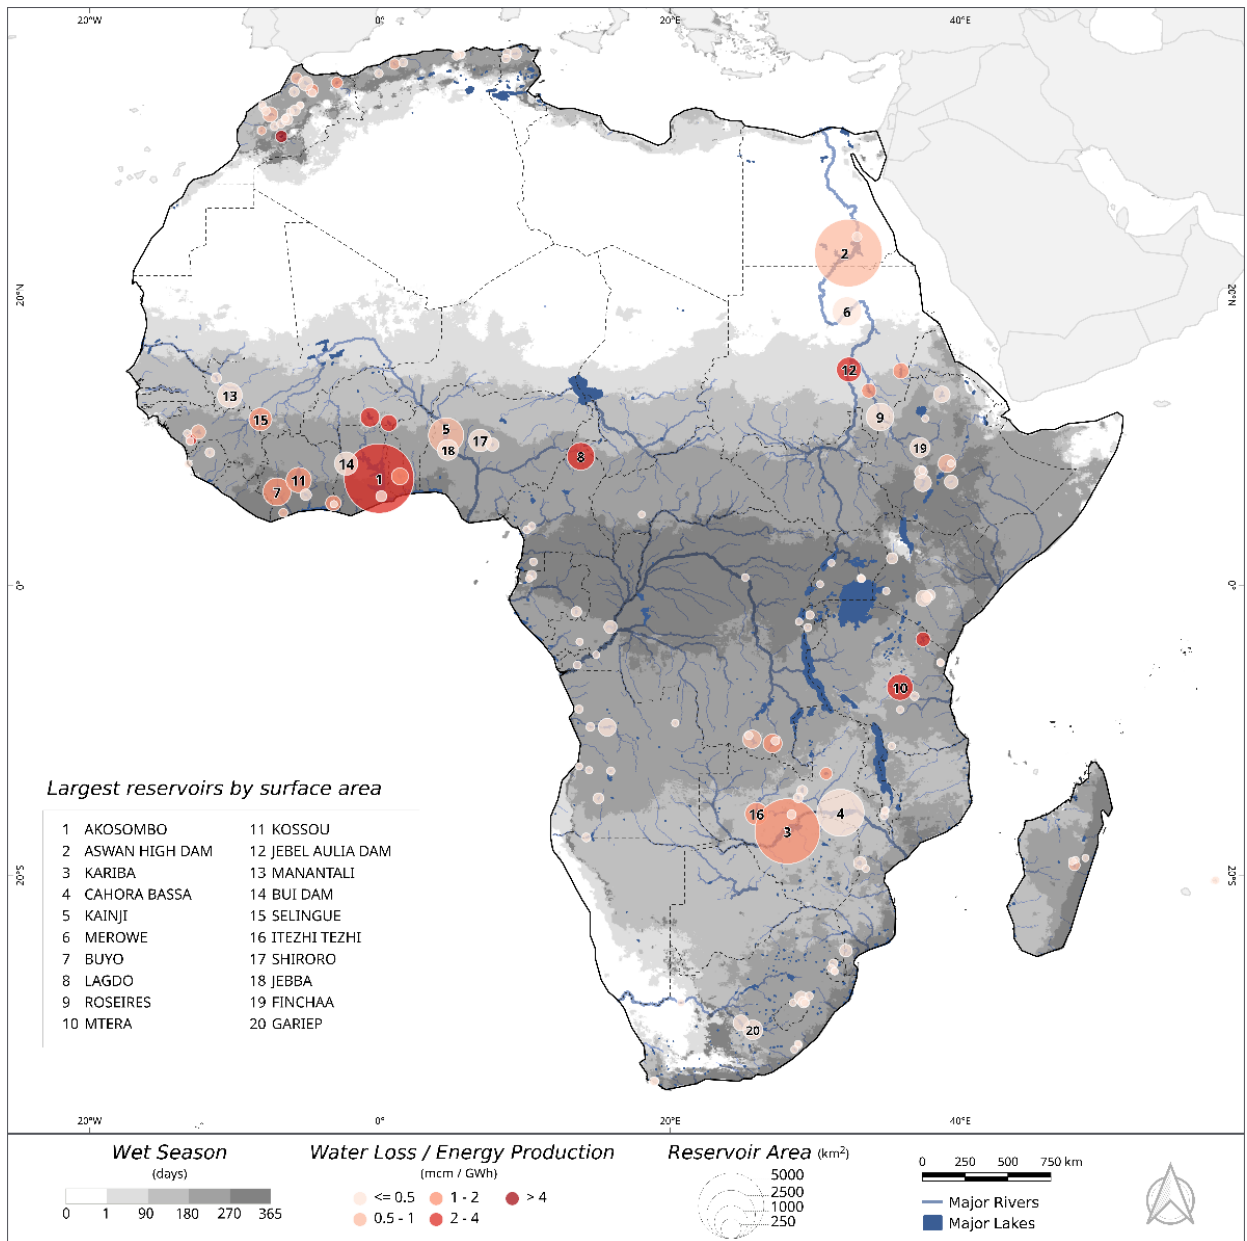 20°W 0° 20°E 40°E
20°N 20°N
2
6
12
13
15
5
9
17
18
19
14
8
11
1
7
0° 0°
10
Largest reservoirs by surface area
16
4
3
1 AKOSOMBO 11 KOSSOU
2 ASWAN HIGH DAM 12 JEBEL AULIA DAM
3 KARIBA 13 MANANTALI
4 CAHORA BASSA 14 BUI DAM
20°S 20°S
5 KAINJI 15 SELINGUE
6 MEROWE 16 ITEZHI TEZHI
7 BUYO 17 SHIRORO
8 LAGDO 18 JEBBA
9 ROSEIRES 19 FINCHAA
10 MTERA 20 GARIEP
20
20°W 0° 20°E 40°E
Wet Season Water Loss / Energy Production Reservoir Area (km²)
(days) (mcm / GWh)
0 1 90 180 270 365
<= 0.5 1 - 2 > 4
0.5 - 1 2 - 4
5000
2500
1000
250
0 250 500 750 km
Major Rivers
Major Lakes